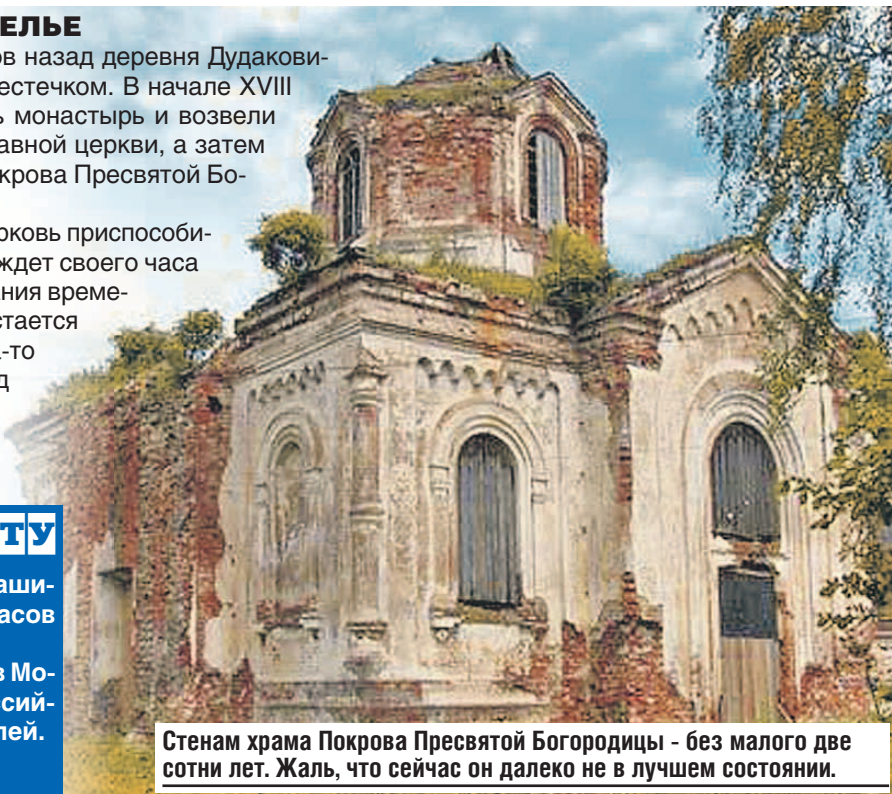 ЕЛЬЕ
ов назад деревня Дудакови-
естечком. В начале XVIII
ь монастырь и возвели
авной церкви, а затем
крова Пресвятой Бо-
рковь приспособи-
ждет своего часа
ания време-
стается
-то
д
ТУ
аши-
асов
в Мо-
ссий-
лей.
Стенам храма Покрова Пресвятой Богородицы - без малого две
сотни лет. Жаль, что сейчас он далеко не в лучшем состоянии.